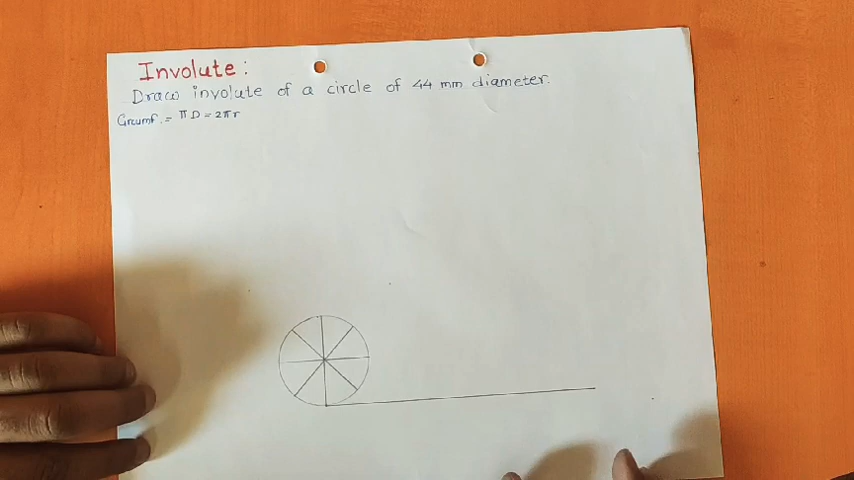 Involute:
Draw involute of a circle of 44 mm diameter.
Circumf. = πD = 2πr